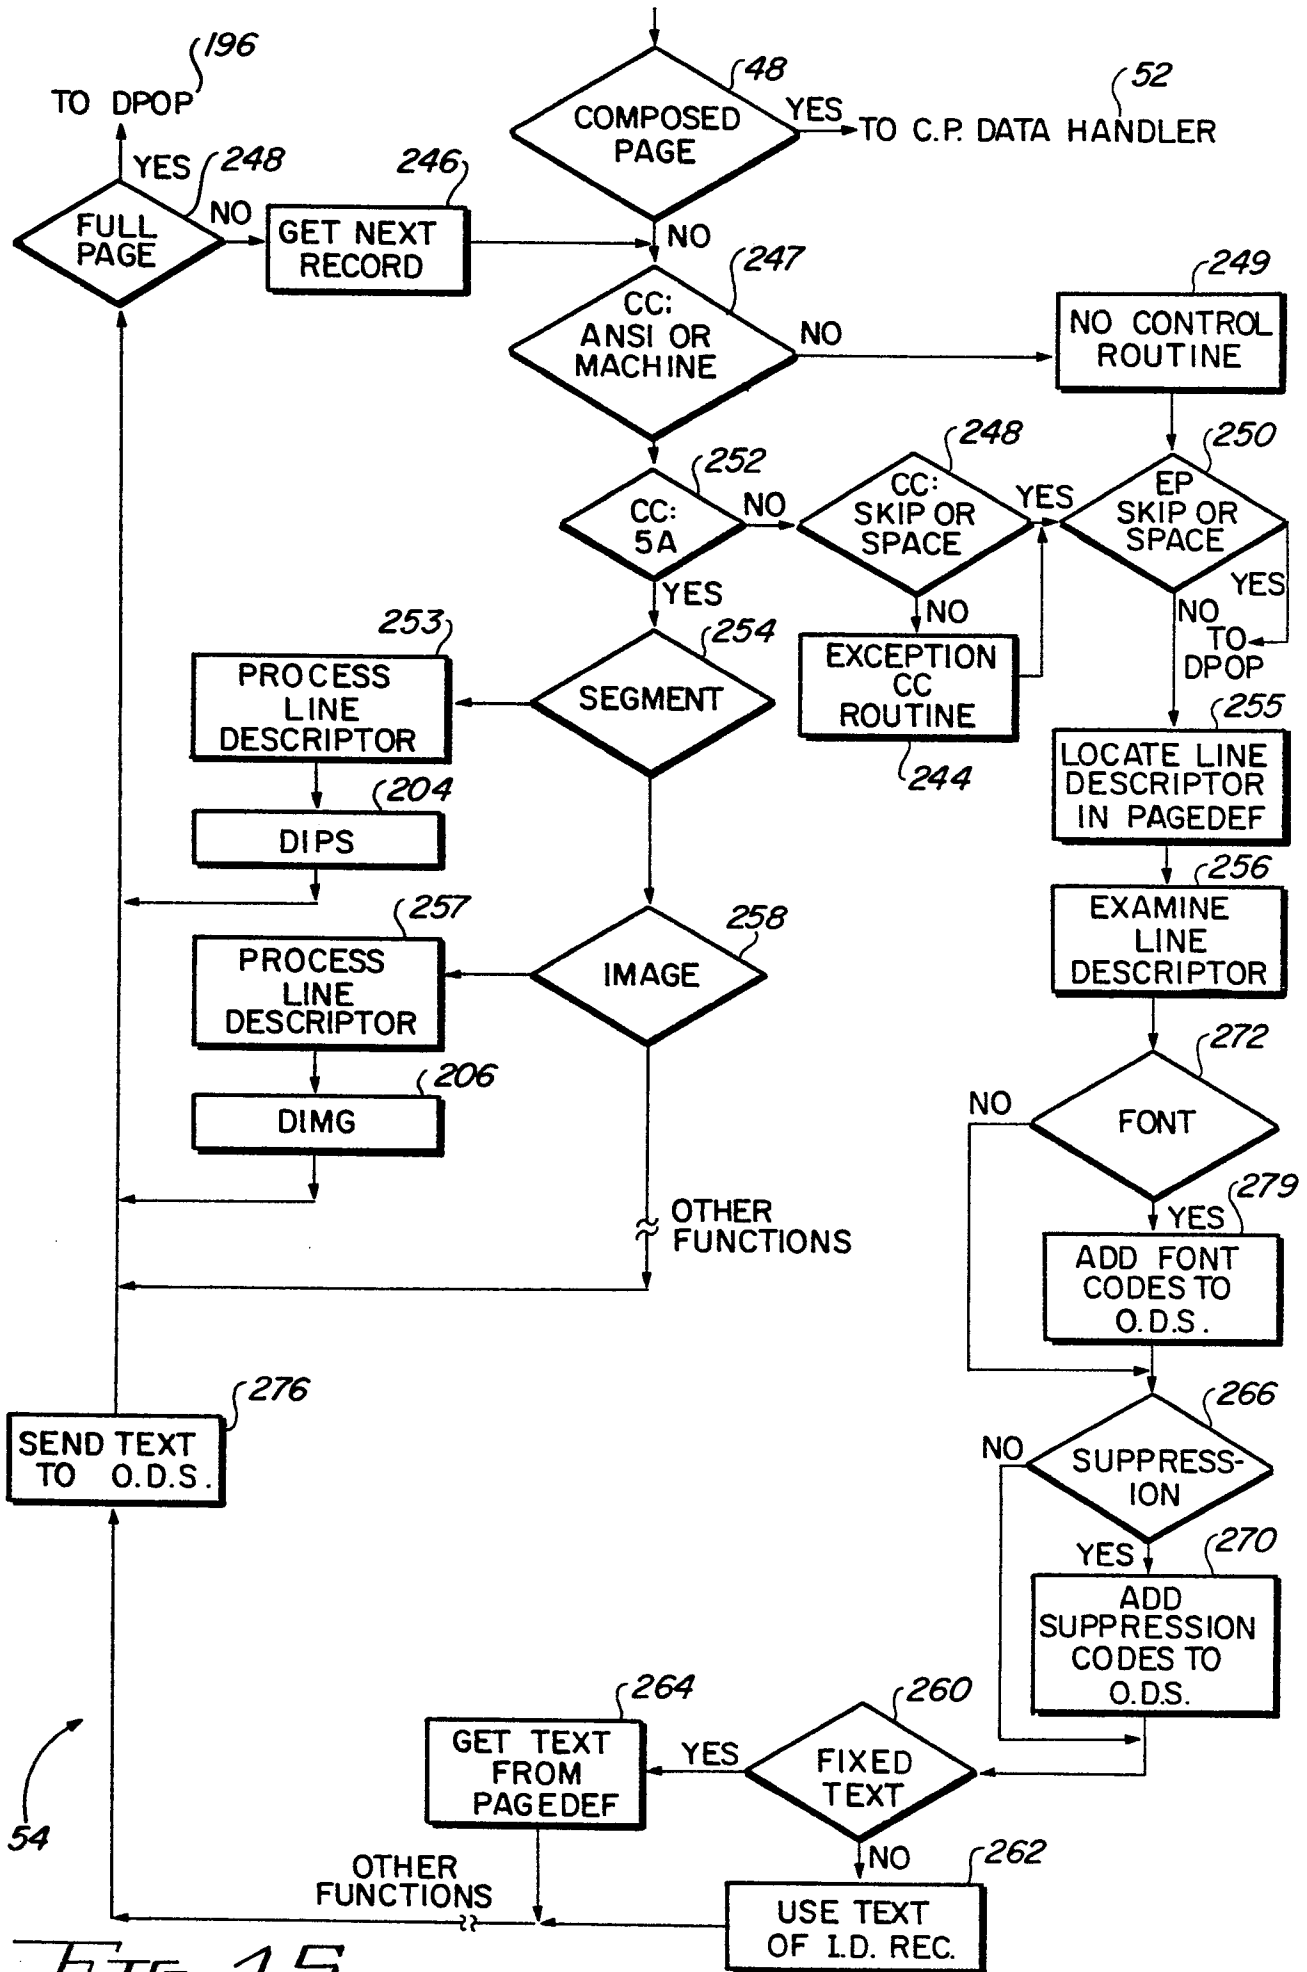 196
TO DPOP
YES
248
FULL
PAGE
NO
246
GET NEXT
RECORD
48
COMPOSED
PAGE
YES
52
TO C.P. DATA HANDLER
NO
247
CC:
ANSI OR
MACHINE
NO
249
NO CONTROL
ROUTINE
252
CC:
5A
NO
YES
248
CC:
SKIP OR
SPACE
YES
NO
250
EP
SKIP OR
SPACE
YES
NO
TO
DPOP
EXCEPTION
CC
ROUTINE
244
253
PROCESS
LINE
DESCRIPTOR
254
SEGMENT
204
DIPS
255
LOCATE LINE
DESCRIPTOR
IN PAGEDEF
256
EXAMINE
LINE
DESCRIPTOR
257
PROCESS
LINE
DESCRIPTOR
258
IMAGE
206
DIMG
OTHER
FUNCTIONS
272
FONT
NO
YES
279
ADD FONT
CODES TO
O.D.S.
276
SEND TEXT
TO O.D.S.
266
SUPPRESS-
ION
NO
YES
270
ADD
SUPPRESSION
CODES TO
O.D.S.
264
GET TEXT
FROM
PAGEDEF
YES
260
FIXED
TEXT
NO
262
USE TEXT
OF I.D. REC.
OTHER
FUNCTIONS
54
FIG. 15